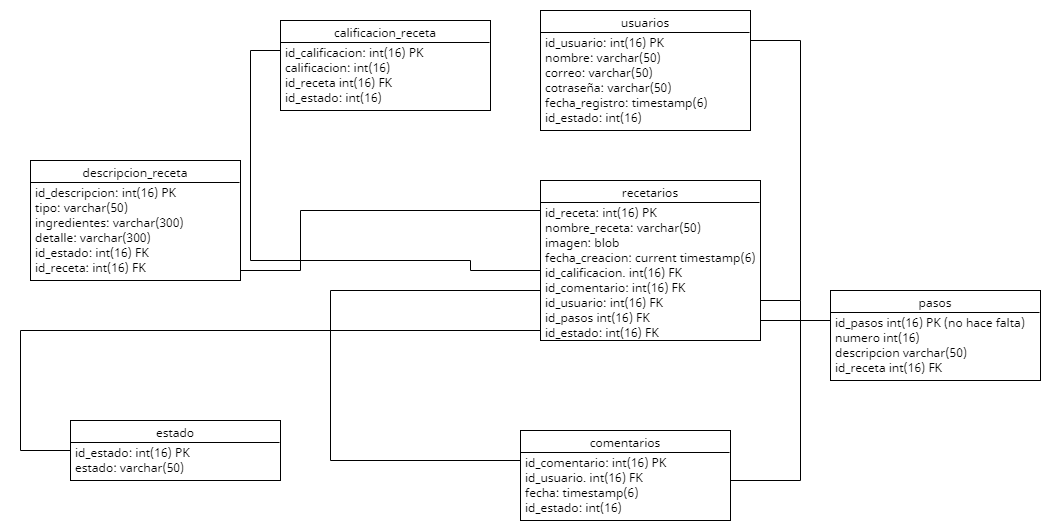 calificacion_receta
id_calificacion: int(16) PK
calificacion: int(16)
id_receta int(16) FK
id_estado: int(16)
usuarios
id_usuario: int(16) PK
nombre: varchar(50)
correo: varchar(50)
cotraseña: varchar(50)
fecha_registro: timestamp(6)
id_estado: int(16)
descripcion_receta
id_descripcion: int(16) PK
tipo: varchar(50)
ingredientes: varchar(300)
detalle: varchar(300)
id_estado: int(16) FK
id_receta: int(16) FK
recetarios
id_receta: int(16) PK
nombre_receta: varchar(50)
imagen: blob
fecha_creacion: current timestamp(6)
id_calificacion. int(16) FK
id_comentario: int(16) FK
id_usuario: int(16) FK
id_pasos int(16) FK
id_estado: int(16) FK
pasos
id_pasos int(16) PK (no hace falta)
numero int(16)
descripcion varchar(50)
id_receta int(16) FK
estado
id_estado: int(16) PK
estado: varchar(50)
comentarios
id_comentario: int(16) PK
id_usuario. int(16) FK
fecha: timestamp(6)
id_estado: int(16)